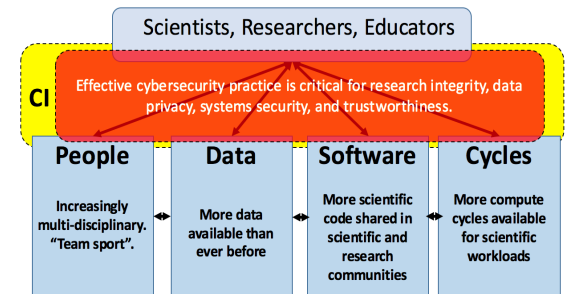 Scientists, Researchers, Educators
CI
Effective cybersecurity practice is critical for research integrity, data
privacy, systems security, and trustworthiness.
People
Increasingly
multi-disciplinary.
“Team sport”.
Data
More data
available than
ever before
Software
More scientific
code shared in
scientific and
research
communities
Cycles
More compute
cycles available
for scientific
workloads